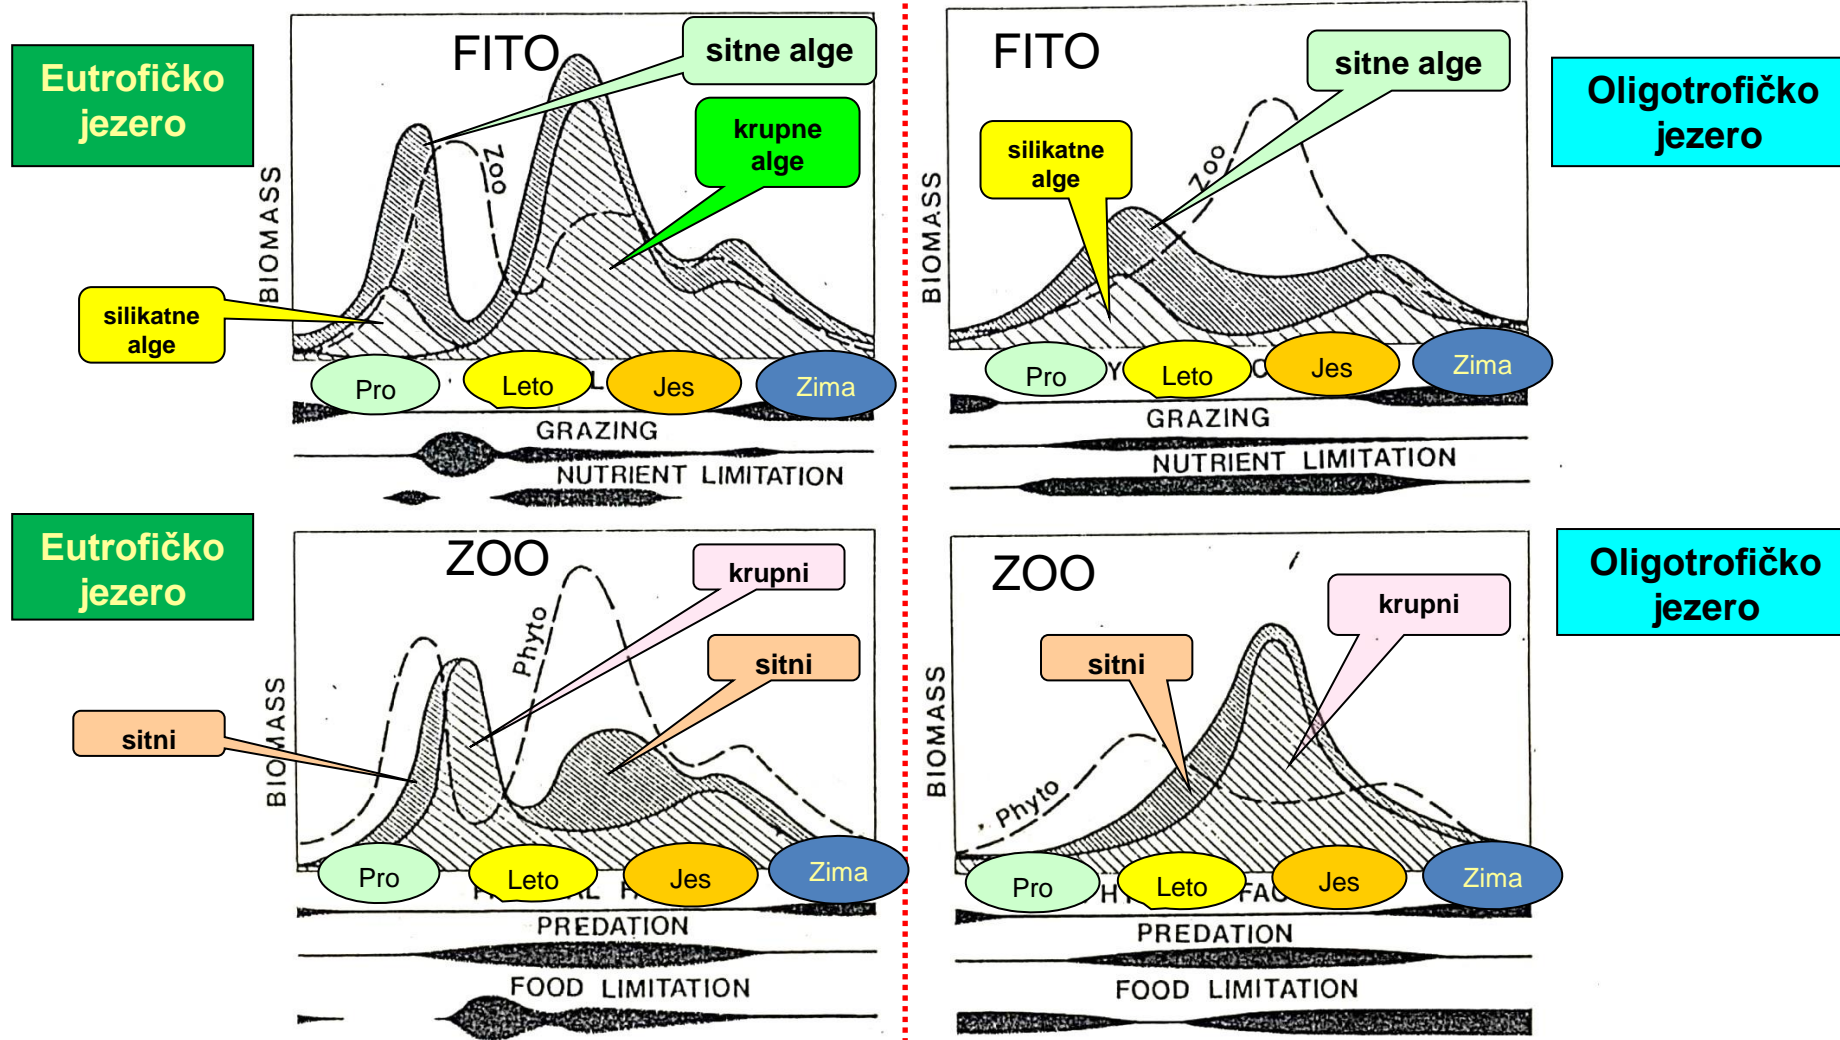 Eutrofičko
jezero
FITO
sitne alge
krupne
alge
Zoo
BIOMASS
silikatne
alge
Pro
Leto
Jes
Zima
GRAZING
NUTRIENT LIMITATION
FITO
sitne alge
silikatne
alge
Zoo
BIOMASS
Oligotrofičko
jezero
Pro
Leto
Jes
Zima
GRAZING
NUTRIENT LIMITATION
Eutrofičko
jezero
ZOO
krupni
Phyto
sitni
BIOMASS
sitni
Pro
Leto
Jes
Zima
PREDATION
FOOD LIMITATION
ZOO
krupni
sitni
BIOMASS
Phyto
Oligotrofičko
jezero
Pro
Leto
Jes
Zima
PREDATION
FOOD LIMITATION